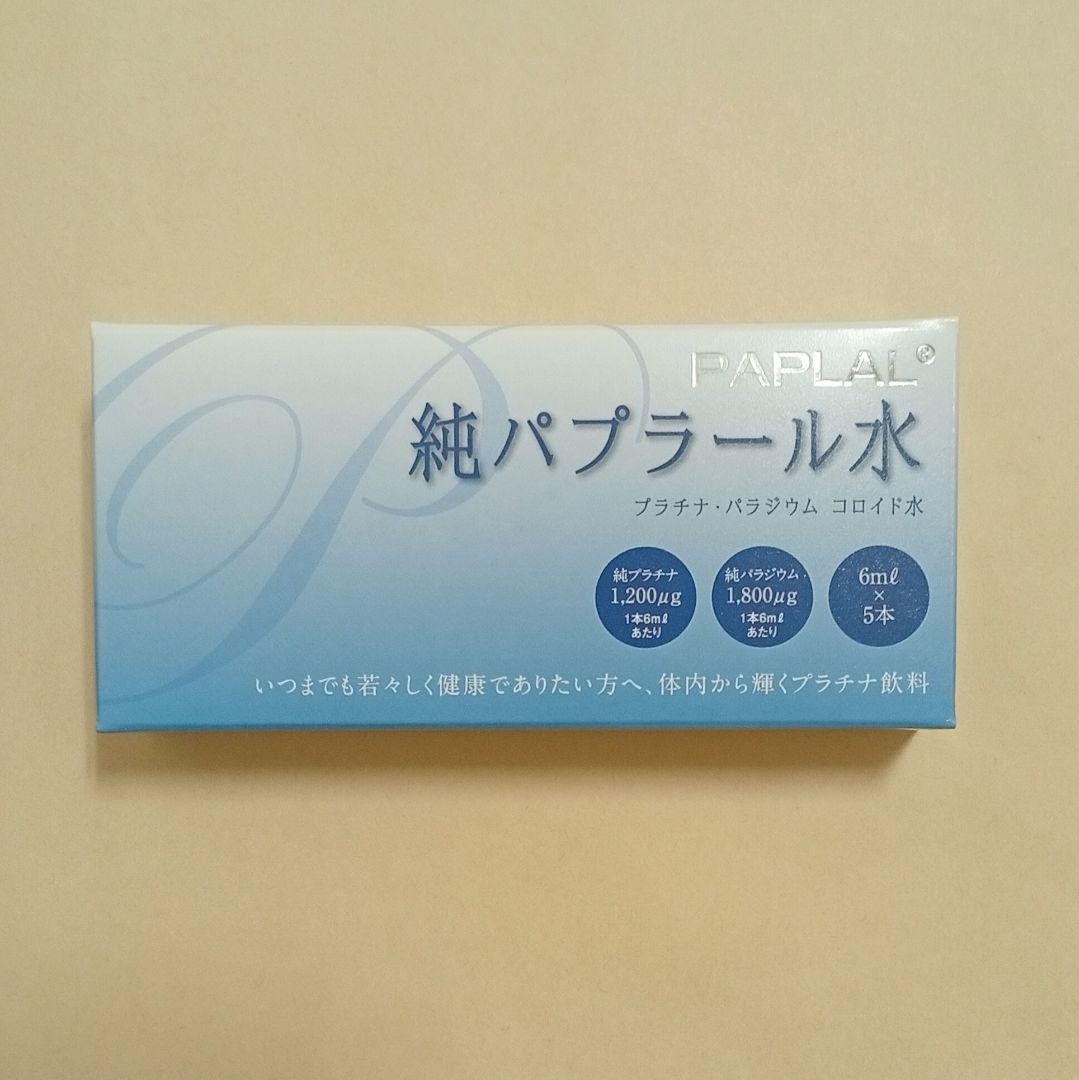 PAPLAL®
純パプラール水
プラチナ・パラジウム コロイド水
純プラチナ
1,200μg
1本6mℓ
あたり
純パラジウム
1,800μg
1本6mℓ
あたり
6mℓ
×
5本
いつまでも若々しく健康でありたい方へ、体内から輝くプラチナ飲料